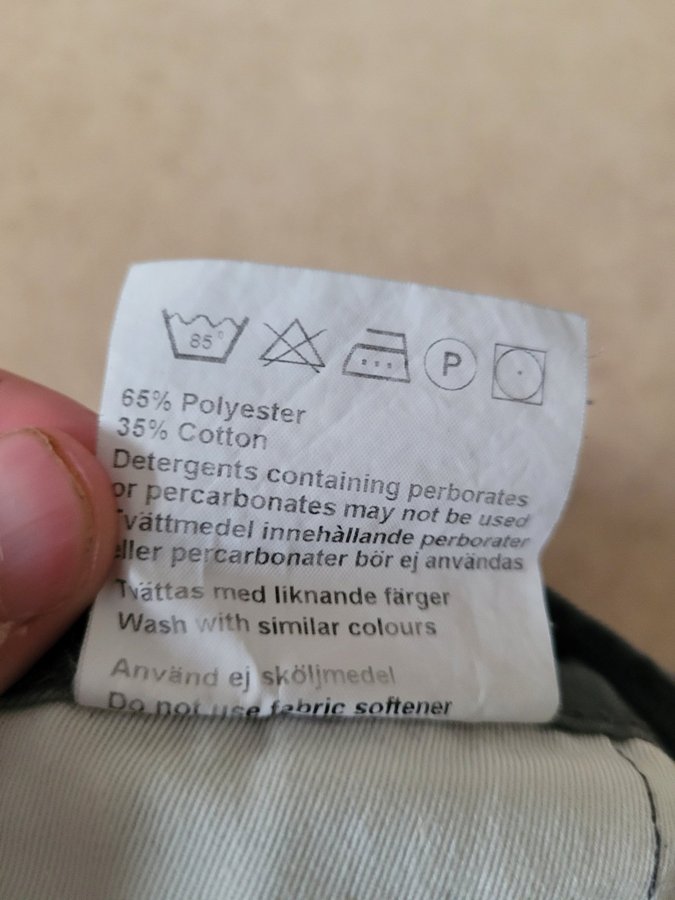 85°
P
65% Polyester
35% Cotton
Detergents containing perborates
or percarbonates may not be used
Tvättmedel innehàllande perborater
eller percarbonater bör ej användas
Tvättas med liknande färger
Wash with similar colours
Använd ej sköljmedel
Do not use fabric softener